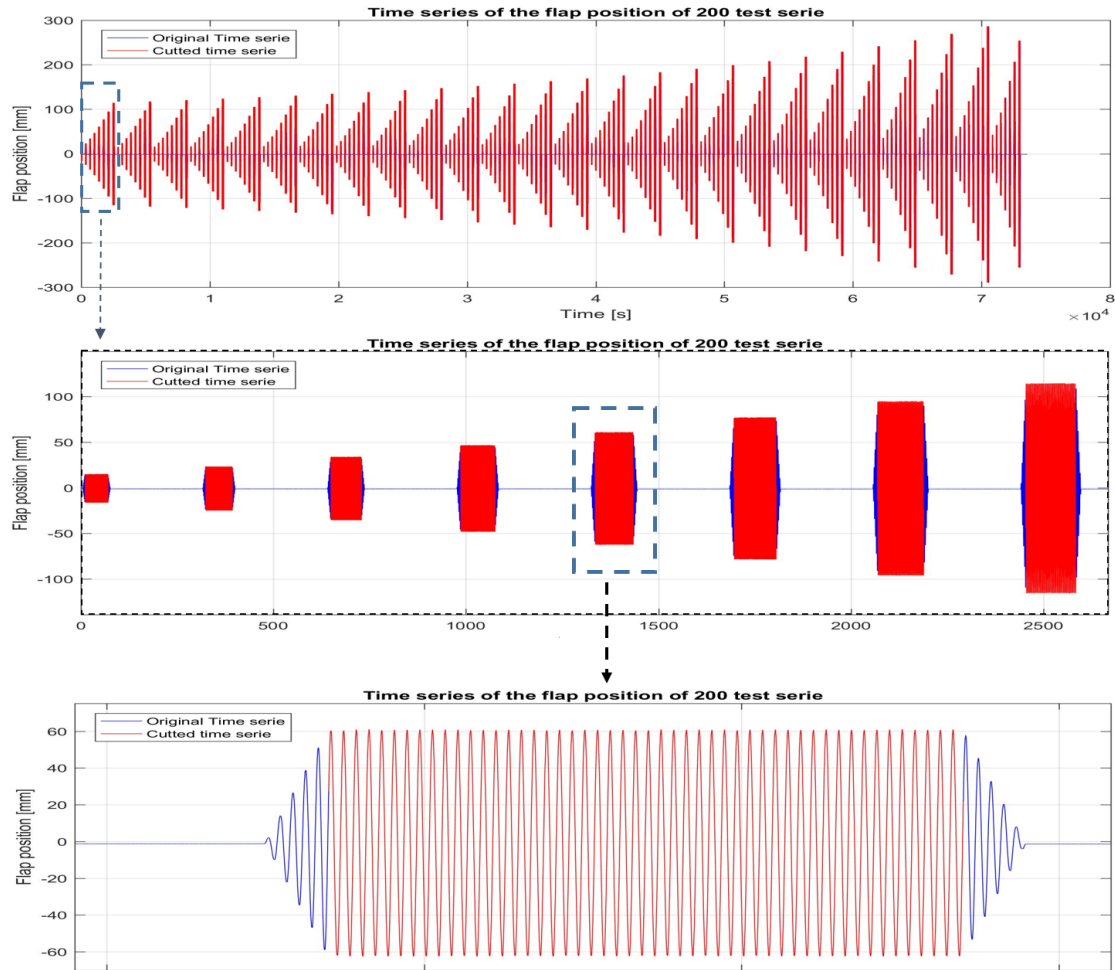 Time series of the flap position of 200 test serie
Original Time serie
Cutted time serie
Flap position [mm]
300
200
100
0
-100
-200
-300
0 1 2 3 4 5 6 7 8
Time [s]
×10⁴
Time series of the flap position of 200 test serie
Original Time serie
Cutted time serie
Flap position [mm]
100
50
0
-50
-100
0 500 1000 1500 2000 2500
Time series of the flap position of 200 test serie
Original Time serie
Cutted time serie
Flap position [mm]
60
40
20
0
-20
-40
-60